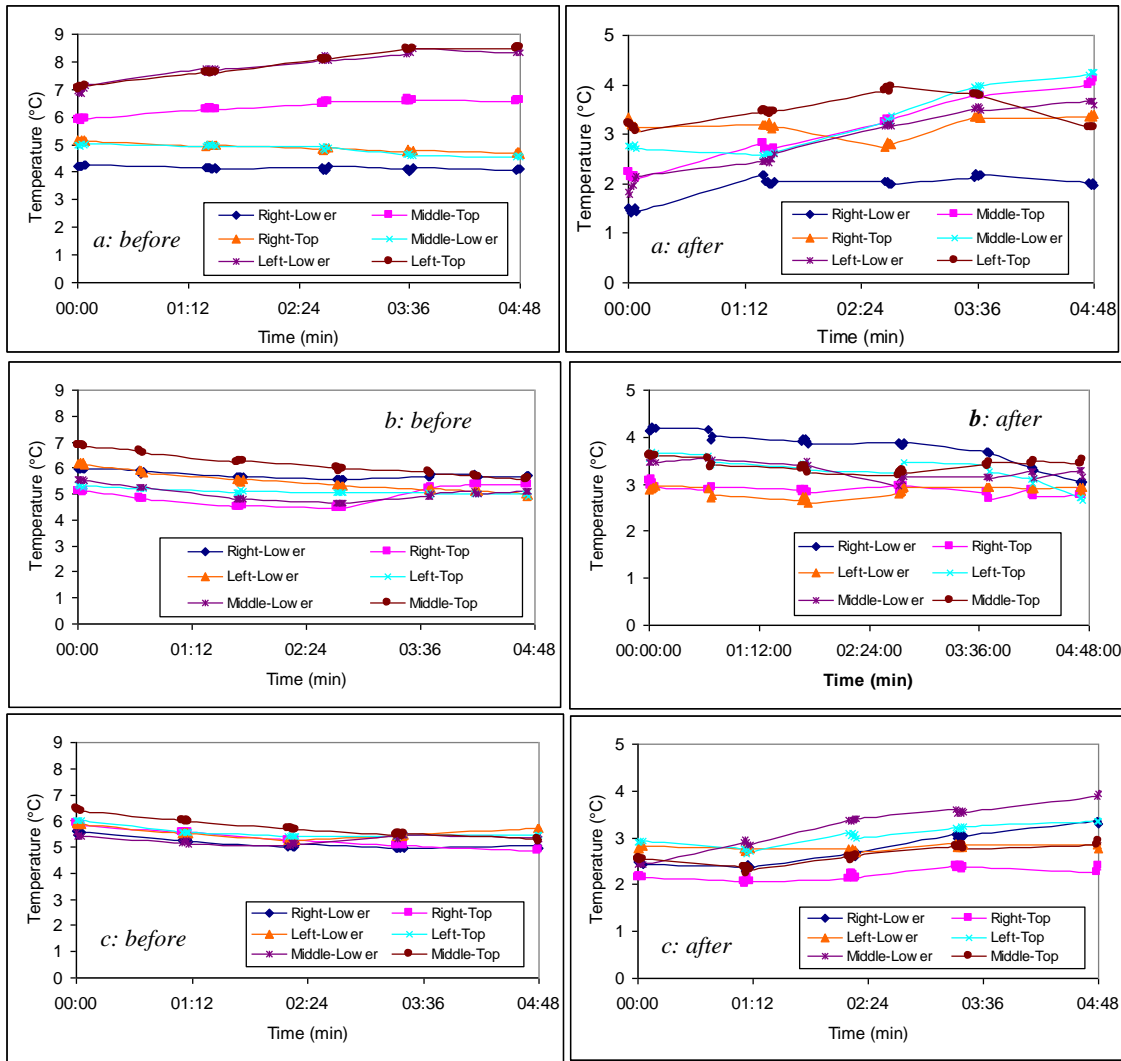 9
8
7
6
5
4
3
2
1
0
Temperature (°C)
a: before
Right-Lower
Middle-Top
Right-Top
Middle-Lower
Left-Lower
Left-Top
00:00
01:12
02:24
03:36
04:48
Time (min)
5
4
3
2
1
0
Temperature (°C)
a: after
Right-Lower
Middle-Top
Right-Top
Middle-Lower
Left-Lower
Left-Top
00:00
01:12
02:24
03:36
04:48
Time (min)
9
8
7
6
5
4
3
2
1
0
Temperature (°C)
b: before
Right-Lower
Right-Top
Left-Lower
Left-Top
Middle-Lower
Middle-Top
00:00
01:12
02:24
03:36
04:48
Time (min)
5
4
3
2
1
0
Temperature (°C)
b: after
Right-Lower
Right-Top
Left-Lower
Left-Top
Middle-Lower
Middle-Top
00:00:00
01:12:00
02:24:00
03:36:00
04:48:00
Time (min)
9
8
7
6
5
4
3
2
1
0
Temperature (°C)
c: before
Right-Lower
Right-Top
Left-Lower
Left-Top
Middle-Lower
Middle-Top
00:00
01:12
02:24
03:36
04:48
Time (min)
5
4
3
2
1
0
Temperature (°C)
c: after
Right-Lower
Right-Top
Left-Lower
Left-Top
Middle-Lower
Middle-Top
00:00
01:12
02:24
03:36
04:48
Time (min)